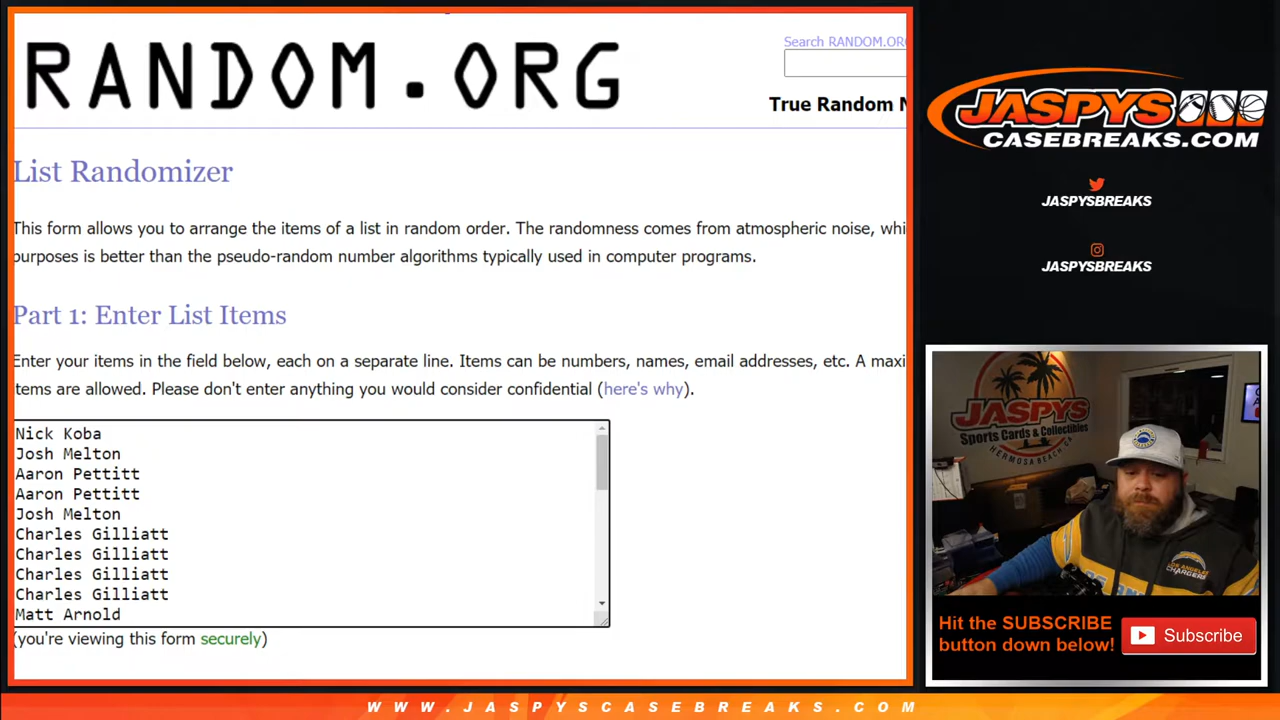 RANDOM.ORG
Search RANDOM.ORG
True Random N
List Randomizer
This form allows you to arrange the items of a list in random order. The randomness comes from atmospheric noise, whi
purposes is better than the pseudo-random number algorithms typically used in computer programs.
Part 1: Enter List Items
Enter your items in the field below, each on a separate line. Items can be numbers, names, email addresses, etc. A maxi
items are allowed. Please don't enter anything you would consider confidential (here's why).
Nick Koba
Josh Melton
Aaron Pettitt
Aaron Pettitt
Josh Melton
Charles Gilliatt
Charles Gilliatt
Charles Gilliatt
Charles Gilliatt
Matt Arnold
(you're viewing this form securely)
JASPYS
CASEBREAKS.COM
JASPYSBREAKS
JASPYSBREAKS
JASPYS
Sports Cards & Collectibles
HERMOSA BEACH, CA
LOS ANGELES
CHARGERS
Hit the SUBSCRIBE
button down below!
Subscribe
WWW.JASPYSCASEBREAKS.COM